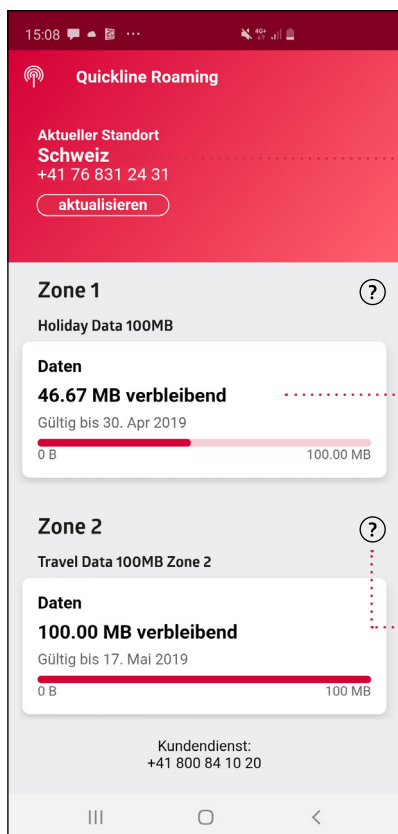 15:08
4G+
Quickline Roaming
Aktueller Standort
Schweiz
+41 76 831 24 31
aktualisieren
Zone 1
?
Holiday Data 100MB
Daten
46.67 MB verbleibend
Gültig bis 30. Apr 2019
0 B 100.00 MB
Zone 2
?
Travel Data 100MB Zone 2
Daten
100.00 MB verbleibend
Gültig bis 17. Mai 2019
0 B 100 MB
Kundendienst:
+41 800 84 10 20